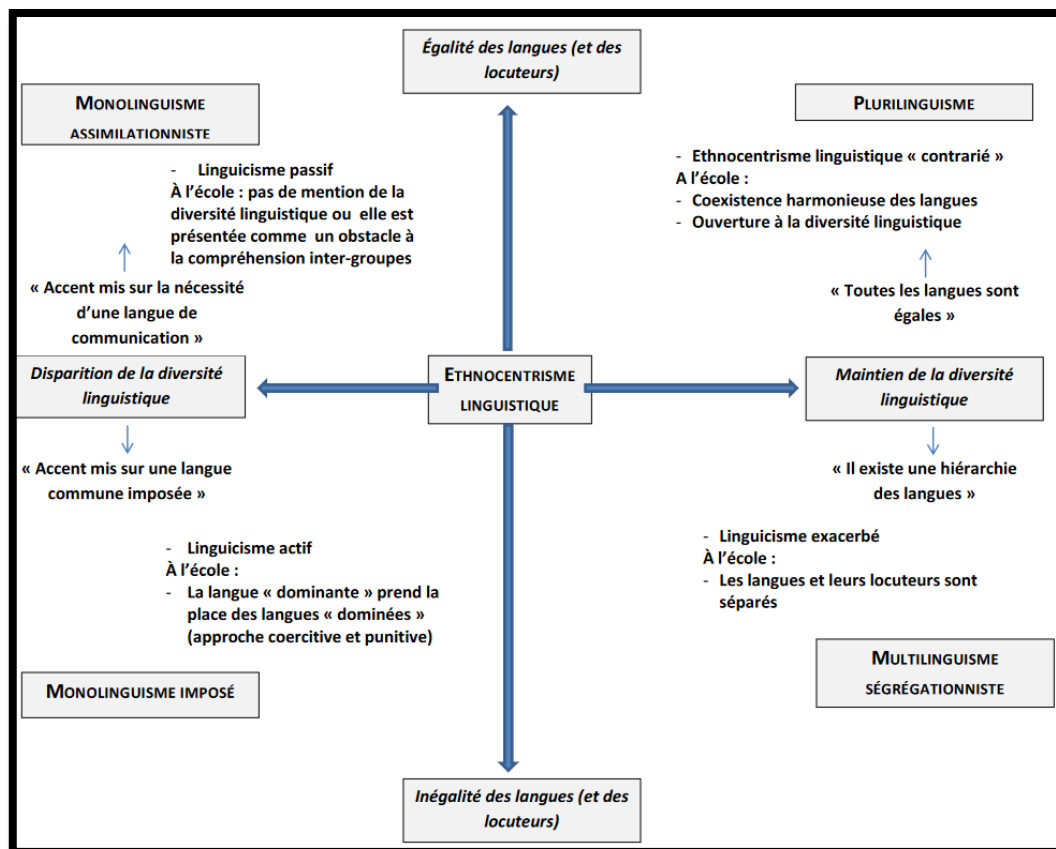 Égalité des langues (et des
locuteurs)
MONOLINGUISME
ASSIMILATIONNISTE
PLURILINGUISME
- Linguicisme passif
À l’école : pas de mention de la
diversité linguistique ou elle est
présentée comme un obstacle à
la compréhension inter-groupes
- Ethnocentrisme linguistique « contrarié »
A l’école :
- Coexistence harmonieuse des langues
- Ouverture à la diversité linguistique
« Accent mis sur la nécessité
d’une langue de
communication »
« Toutes les langues sont
égales »
Disparition de la diversité
linguistique
ETHNOCENTRISME
LINGUISTIQUE
Maintien de la diversité
linguistique
« Accent mis sur une langue
commune imposée »
« Il existe une hiérarchie
des langues »
- Linguicisme actif
À l’école :
- La langue « dominante » prend la
place des langues « dominées »
(approche coercitive et punitive)
- Linguicisme exacerbé
À l’école :
- Les langues et leurs locuteurs sont
séparés
MONOLINGUISME IMPOSÉ
MULTILINGUISME
SÉGRÉGATIONNISTE
Inégalité des langues (et des
locuteurs)